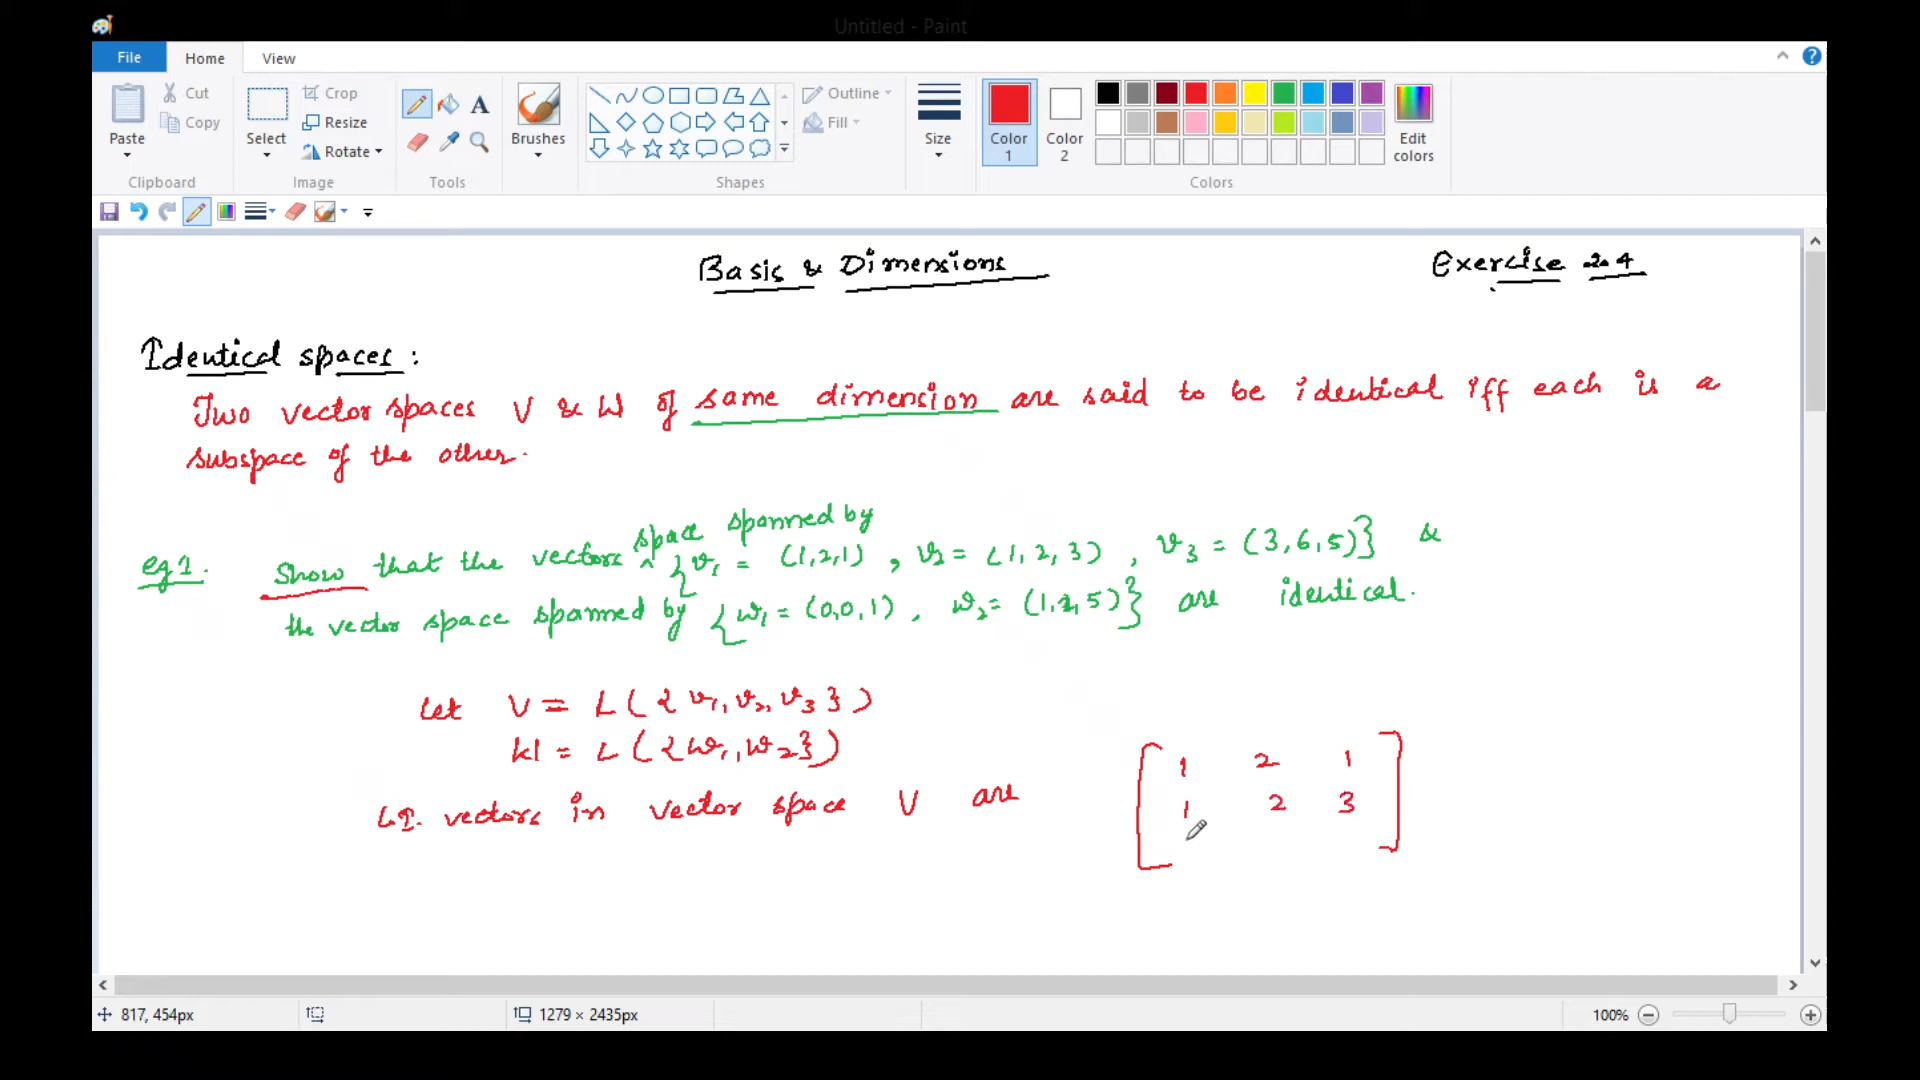 Untitled - Paint
File Home View
Paste Cut Copy Select Crop Resize Rotate Brushes Outline Fill Size Color 1 Color 2 Edit colors
Clipboard Image Tools Shapes Colors
Basis & Dimensions Exercise 2.4
Identical spaces :
Two vector spaces V & W of same dimension are said to be identical iff each is a
subspace of the other.
space spanned by
eg 1. Show that the vectors ^ {v1 = (1,2,1) , v2 = (1,2,3) , v3 = (3,6,5)} &
the vector space spanned by {w1 = (0,0,1) , w2 = (1,2,5)} are identical.
Let V = L({v1, v2, v3})
W = L({w1, w2})
L.I. vectors in vector space V are
1 2 1
1 2 3
817, 454px 1279 × 2435px 100%